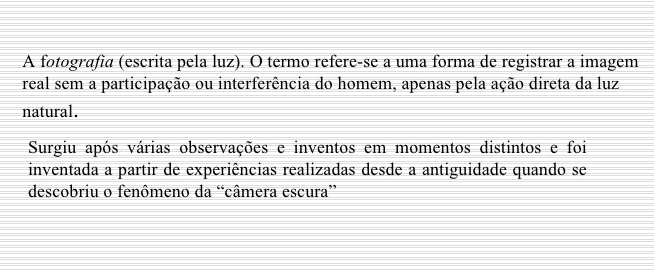 A fotografia (escrita pela luz). O termo refere-se a uma forma de registrar a imagem
real sem a participação ou interferência do homem, apenas pela ação direta da luz
natural.
Surgiu após várias observações e inventos em momentos distintos e foi
inventada a partir de experiências realizadas desde a antiguidade quando se
descobriu o fenômeno da “câmera escura”